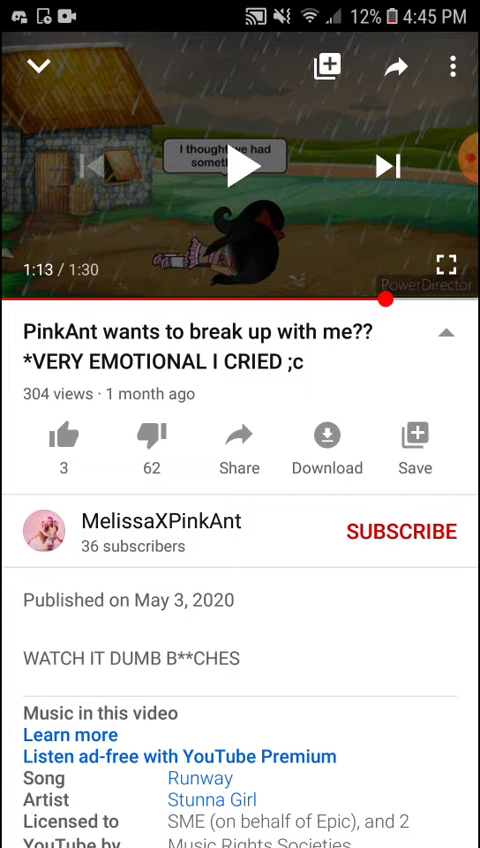 12% 4:45 PM
I thought we had
1:13 / 1:30
PowerDirector
PinkAnt wants to break up with me??
*VERY EMOTIONAL I CRIED ;c
304 views · 1 month ago
3
62
Share
Download
Save
MelissaXPinkAnt
36 subscribers
SUBSCRIBE
Published on May 3, 2020
WATCH IT DUMB B**CHES
Music in this video
Learn more
Listen ad-free with YouTube Premium
Song Runway
Artist Stunna Girl
Licensed to SME (on behalf of Epic), and 2
YouTube by Music Rights Societies